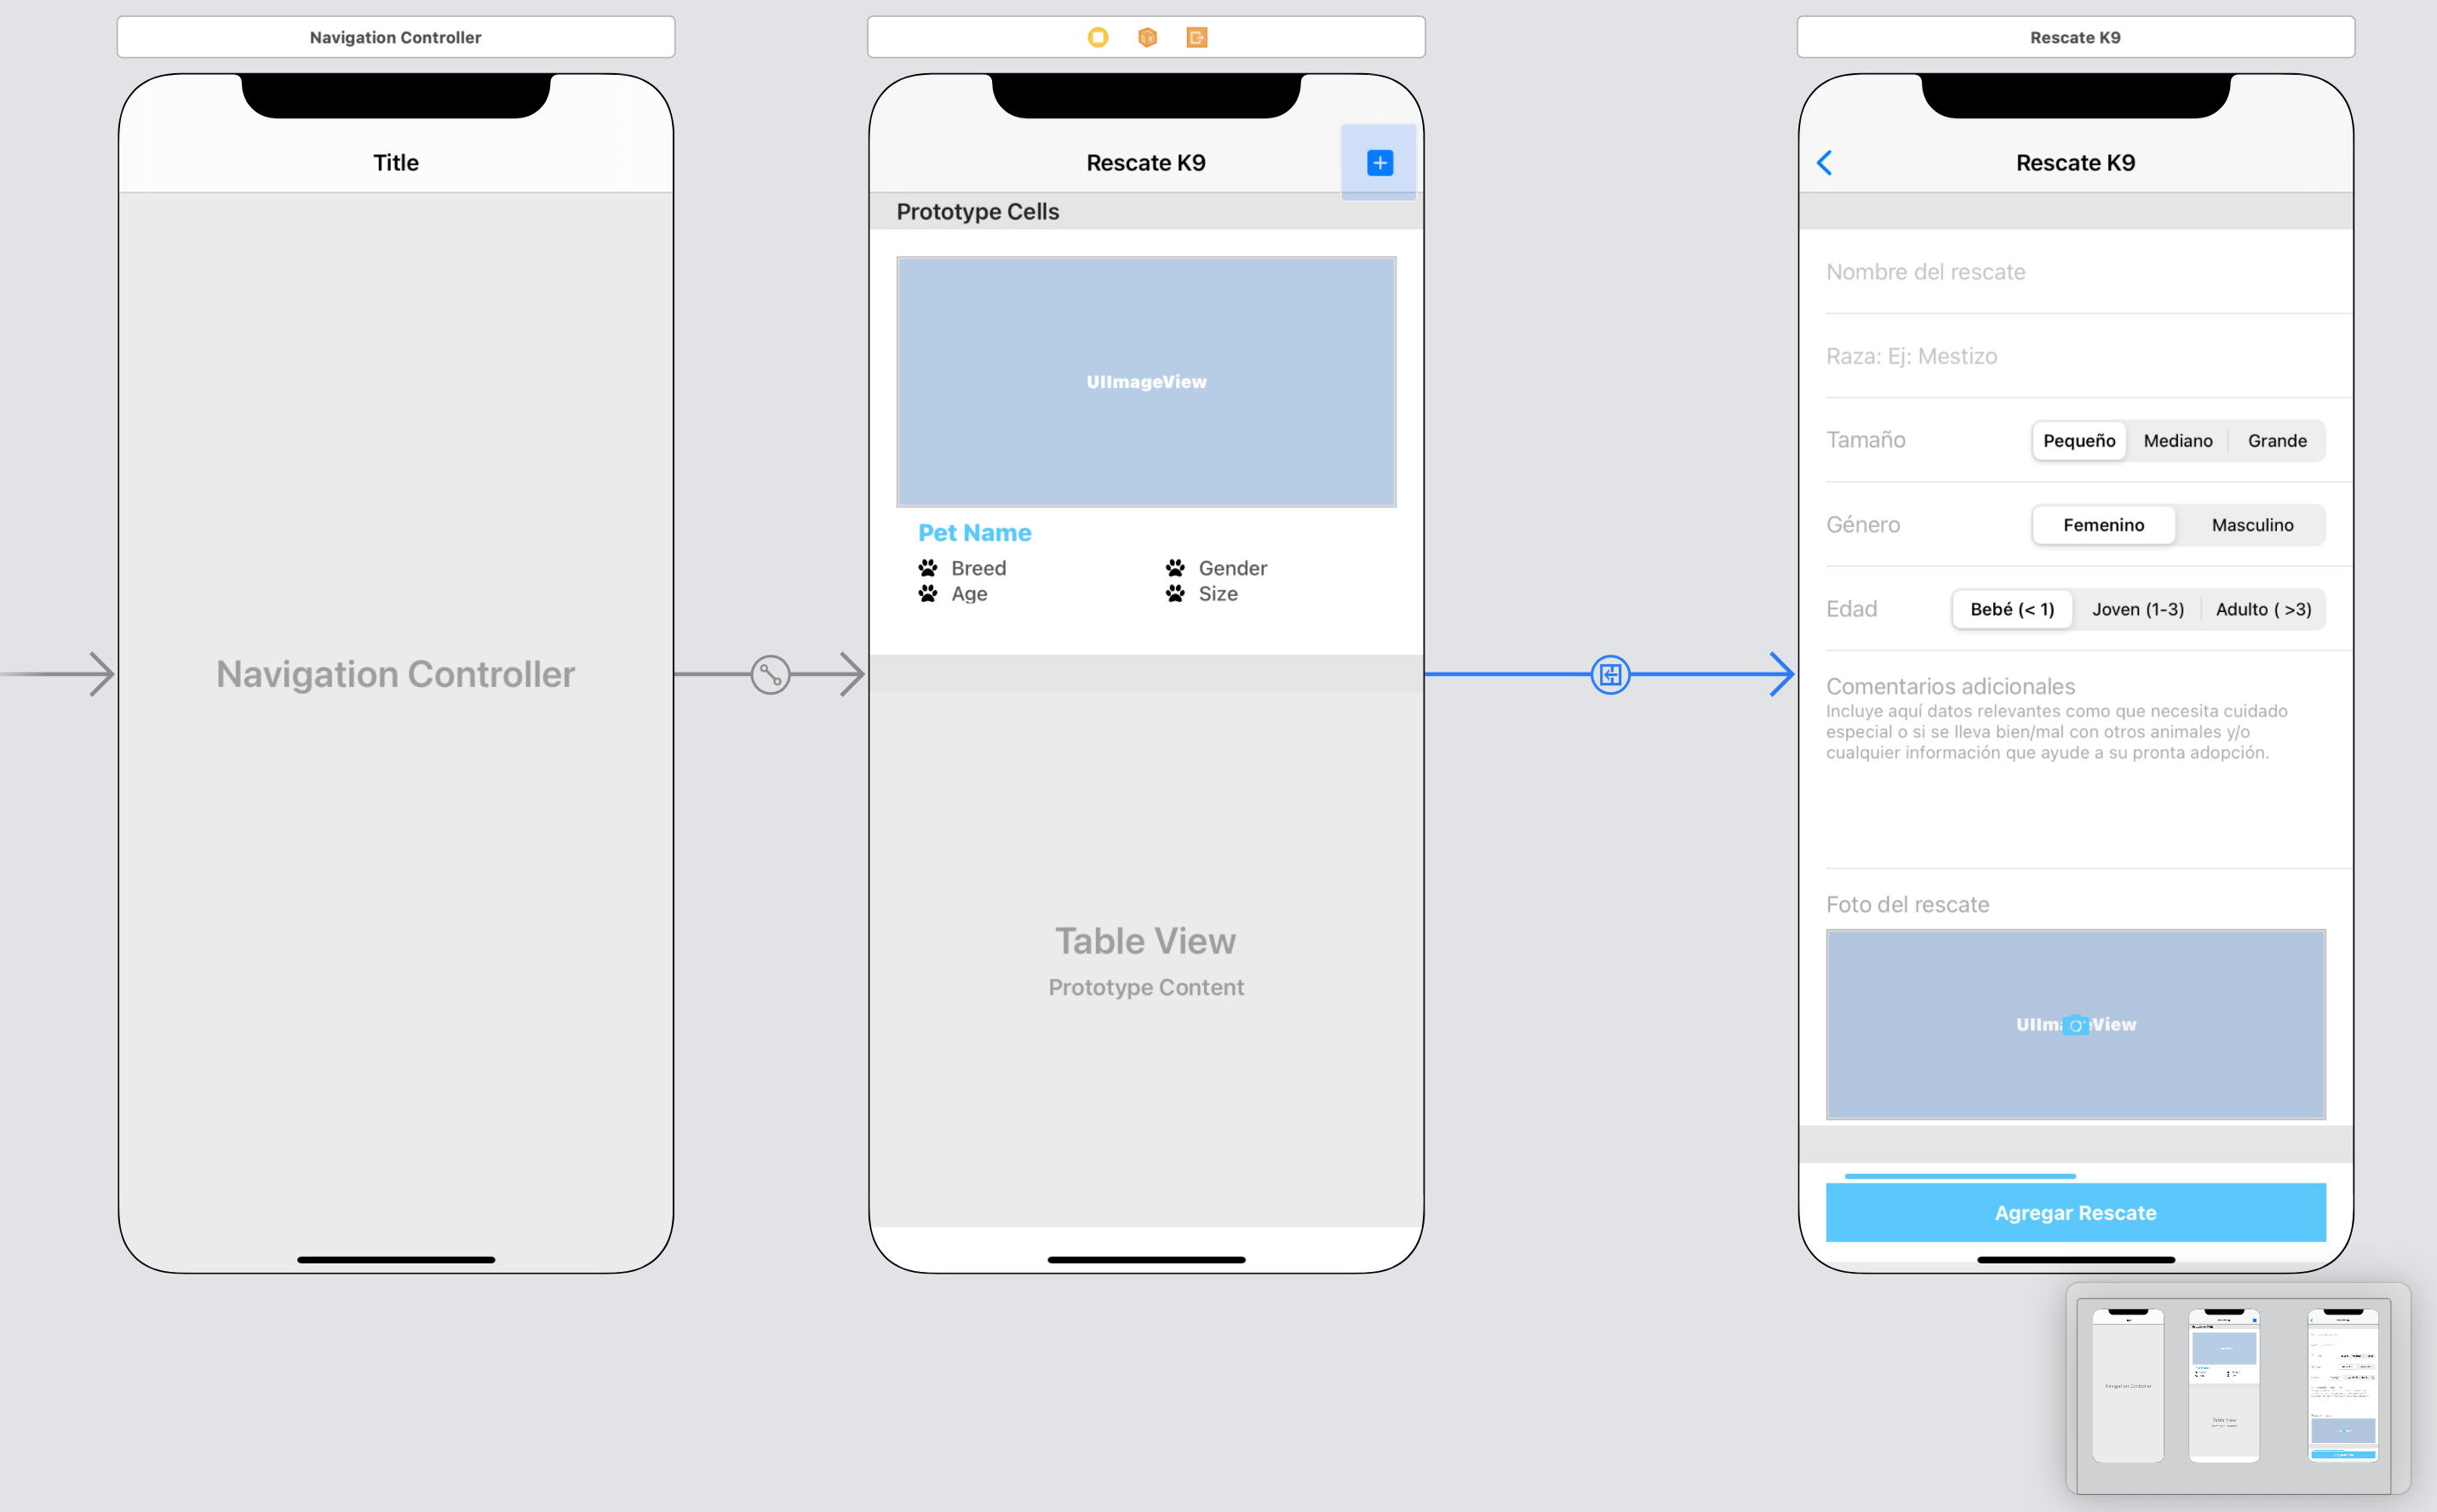 Navigation Controller
Title
Navigation Controller
Rescate K9
Prototype Cells
UIImageView
Pet Name
Breed
Gender
Age
Size
Table View
Prototype Content
Rescate K9
Rescate K9
Nombre del rescate
Raza: Ej: Mestizo
Tamaño
Pequeño
Mediano
Grande
Género
Femenino
Masculino
Edad
Bebé (< 1)
Joven (1-3)
Adulto ( >3)
Comentarios adicionales
Incluye aquí datos relevantes como que necesita cuidado
especial o si se lleva bien/mal con otros animales y/o
cualquier información que ayude a su pronta adopción.
Foto del rescate
Agregar Rescate